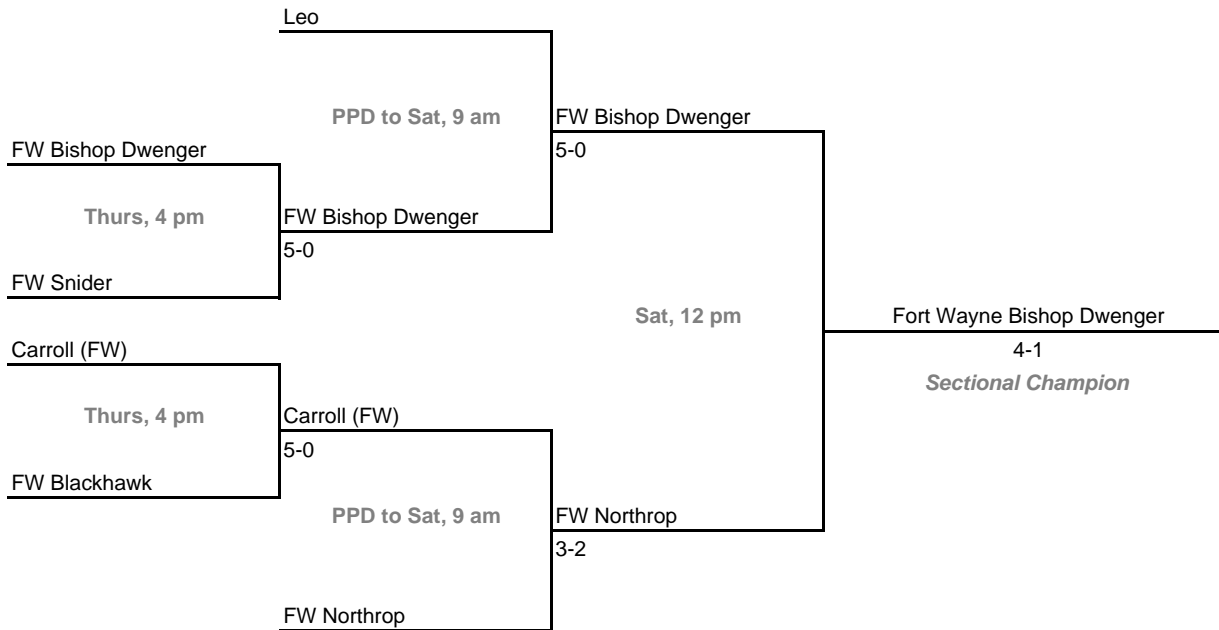 Leo
PPD to Sat, 9 am
FW Bishop Dwenger
FW Bishop Dwenger
5-0
Thurs, 4 pm
FW Bishop Dwenger
5-0
FW Snider
Sat, 12 pm
Fort Wayne Bishop Dwenger
4-1
Sectional Champion
Carroll (FW)
Thurs, 4 pm
Carroll (FW)
5-0
FW Blackhawk
PPD to Sat, 9 am
FW Northrop
3-2
FW Northrop